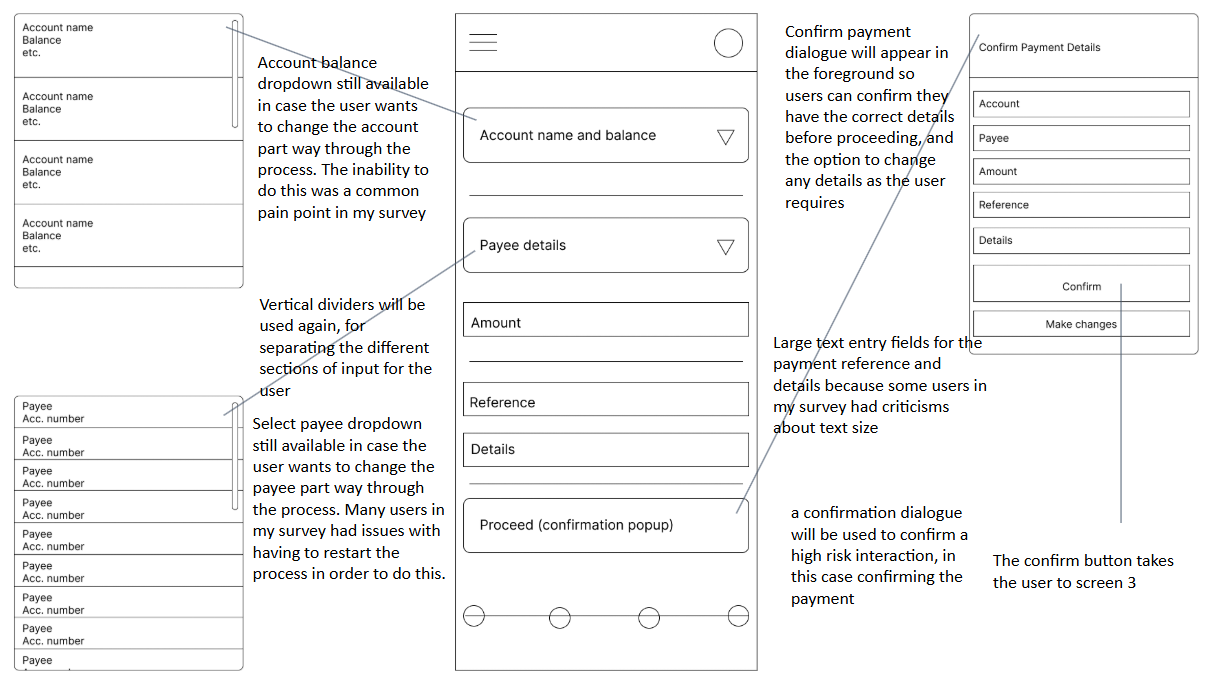 Account name
Balance
etc.
Account name
Balance
etc.
Account name
Balance
etc.
Account name
Balance
etc.
Account balance
dropdown still available
in case the user wants
to change the account
part way through the
process. The inability to
do this was a common
pain point in my survey
Vertical dividers will be
used again, for
separating the different
sections of input for the
user
Payee
Acc. number
Payee
Acc. number
Payee
Acc. number
Payee
Acc. number
Payee
Acc. number
Payee
Acc. number
Payee
Acc. number
Payee
Acc. number
Payee
Select payee dropdown
still available in case the
user wants to change the
payee part way through
the process. Many users in
my survey had issues with
having to restart the
process in order to do this.
Account name and balance
Payee details
Amount
Reference
Details
Proceed (confirmation popup)
Confirm payment
dialogue will appear in
the foreground so
users can confirm they
have the correct details
before proceeding, and
the option to change
any details as the user
requires
Large text entry fields for the
payment reference and
details because some users in
my survey had criticisms
about text size
a confirmation dialogue
will be used to confirm a
high risk interaction, in
this case confirming the
payment
Confirm Payment Details
Account
Payee
Amount
Reference
Details
Confirm
Make changes
The confirm button takes
the user to screen 3